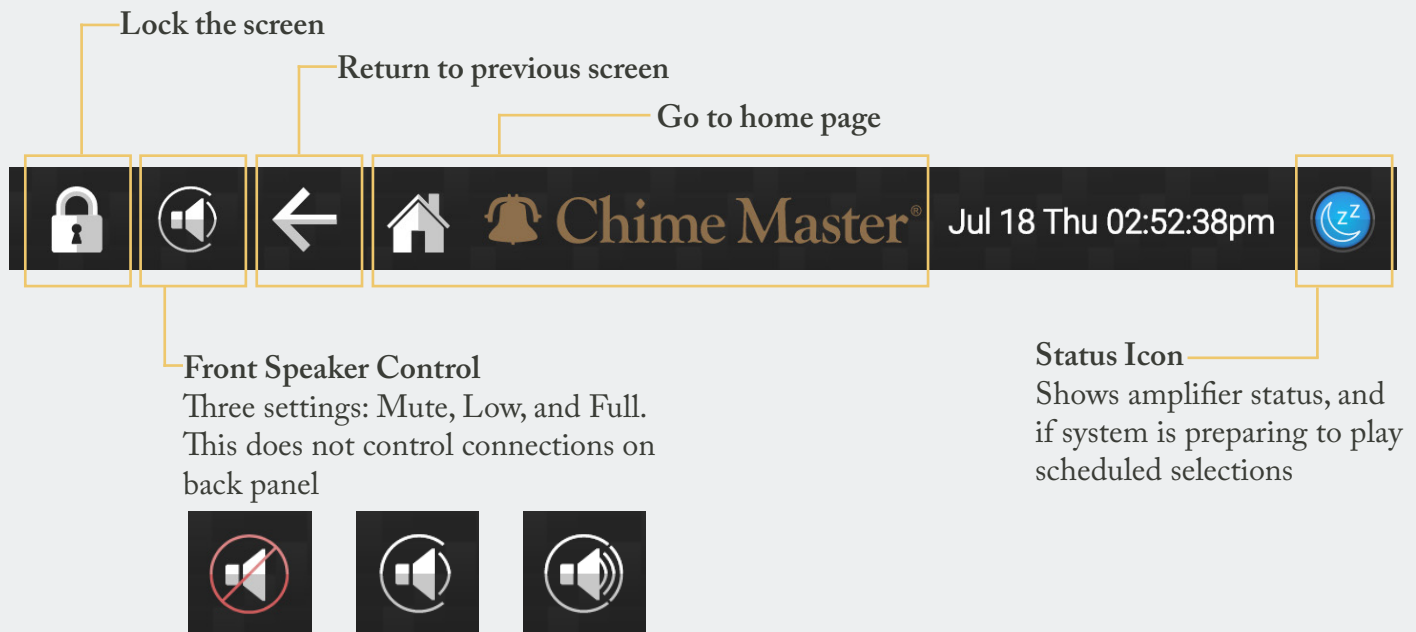 Lock the screen
Return to previous screen
Go to home page
Chime Master®
Jul 18 Thu 02:52:38pm
zZ
Front Speaker Control
Three settings: Mute, Low, and Full.
This does not control connections on
back panel
Status Icon
Shows amplifier status, and
if system is preparing to play
scheduled selections